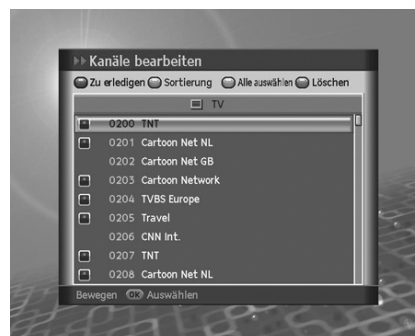 Kanäle bearbeiten
Zu erledigen Sortierung Alle auswählen Löschen
TV
0200 TNT
0201 Cartoon Net NL
0202 Cartoon Net GB
0203 Cartoon Network
0204 TVBS Europe
0205 Travel
0206 CNN Int.
0207 TNT
0208 Cartoon Net NL
Bewegen OK Auswählen